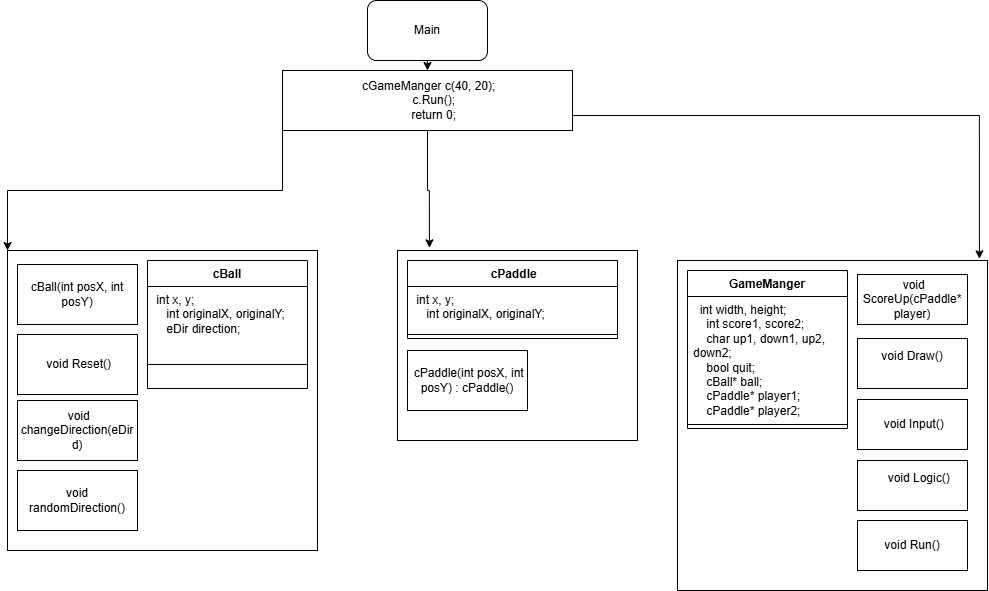 Main
cGameManger c(40, 20);
c.Run();
return 0;
cBall(int posX, int
posY)
void Reset()
void
changeDirection(eDir
d)
void
randomDirection()
cBall
int x, y;
int originalX, originalY;
eDir direction;
cPaddle
int x, y;
int originalX, originalY;
cPaddle(int posX, int
posY) : cPaddle()
GameManger
int width, height;
int score1, score2;
char up1, down1, up2,
down2;
bool quit;
cBall* ball;
cPaddle* player1;
cPaddle* player2;
void
ScoreUp(cPaddle*
player)
void Draw()
void Input()
void Logic()
void Run()